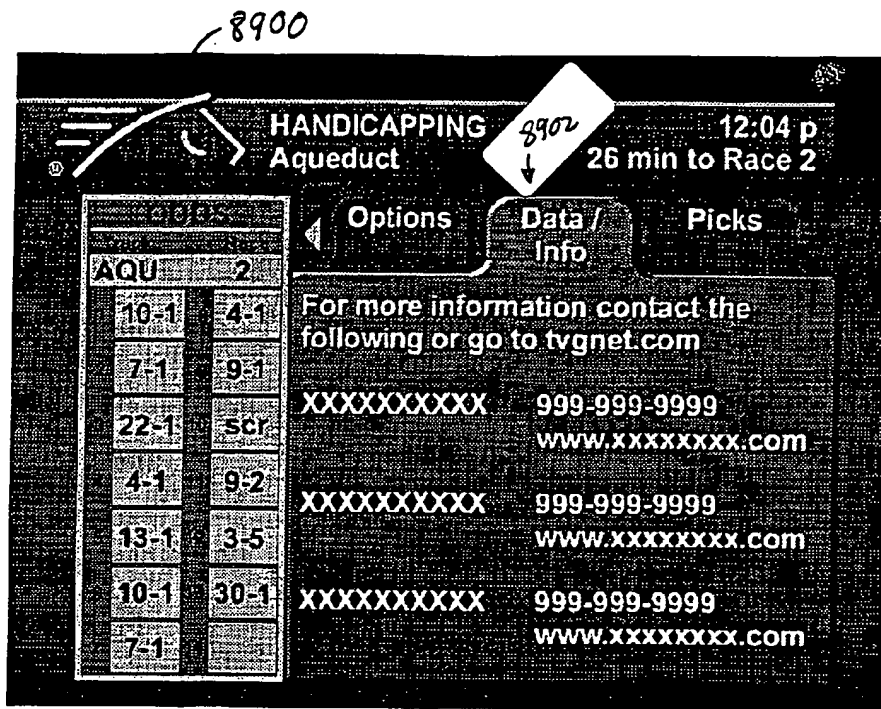 8900
HANDICAPPING
Aqueduct
8902
12:04 p
26 min to Race 2
odds
Options
Data /
Info
Picks
AQU 2
10-1 4-1
7-1 9-1
22-1 scr
4-1 9-2
13-1 3-5
10-1 30-1
7-1
For more information contact the
following or go to tvgnet.com
XXXXXXXXXX 999-999-9999
www.xxxxxxxx.com
XXXXXXXXXX 999-999-9999
www.xxxxxxxx.com
XXXXXXXXXX 999-999-9999
www.xxxxxxxx.com